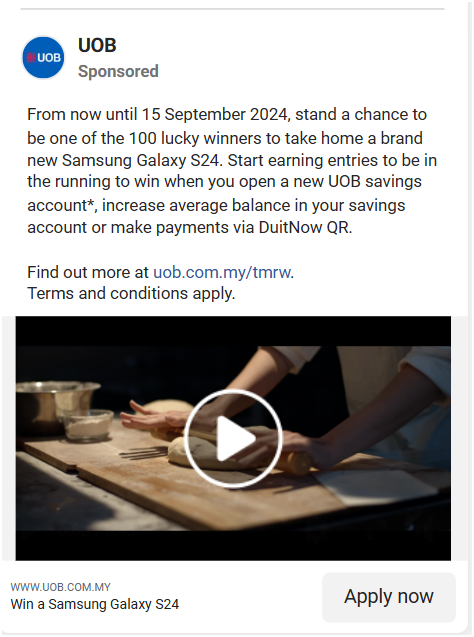 UOB
UOB
Sponsored
From now until 15 September 2024, stand a chance to
be one of the 100 lucky winners to take home a brand
new Samsung Galaxy S24. Start earning entries to be in
the running to win when you open a new UOB savings
account*, increase average balance in your savings
account or make payments via DuitNow QR.
Find out more at uob.com.my/tmrw.
Terms and conditions apply.
WWW.UOB.COM.MY
Win a Samsung Galaxy S24
Apply now